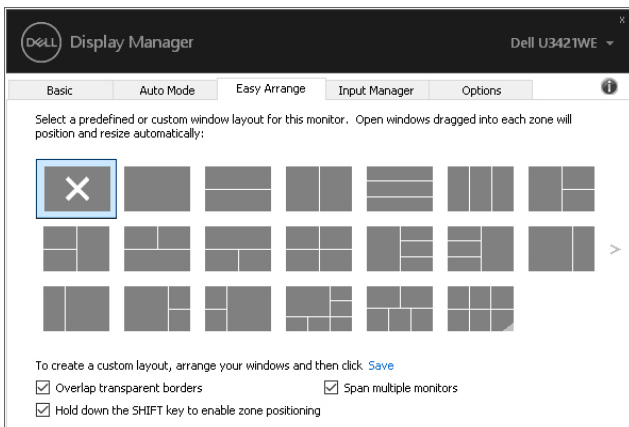 x
DELL Display Manager
Dell U3421WE
Basic Auto Mode Easy Arrange Input Manager Options i
Select a predefined or custom window layout for this monitor. Open windows dragged into each zone will
position and resize automatically:
>
To create a custom layout, arrange your windows and then click Save
Overlap transparent borders Span multiple monitors
Hold down the SHIFT key to enable zone positioning